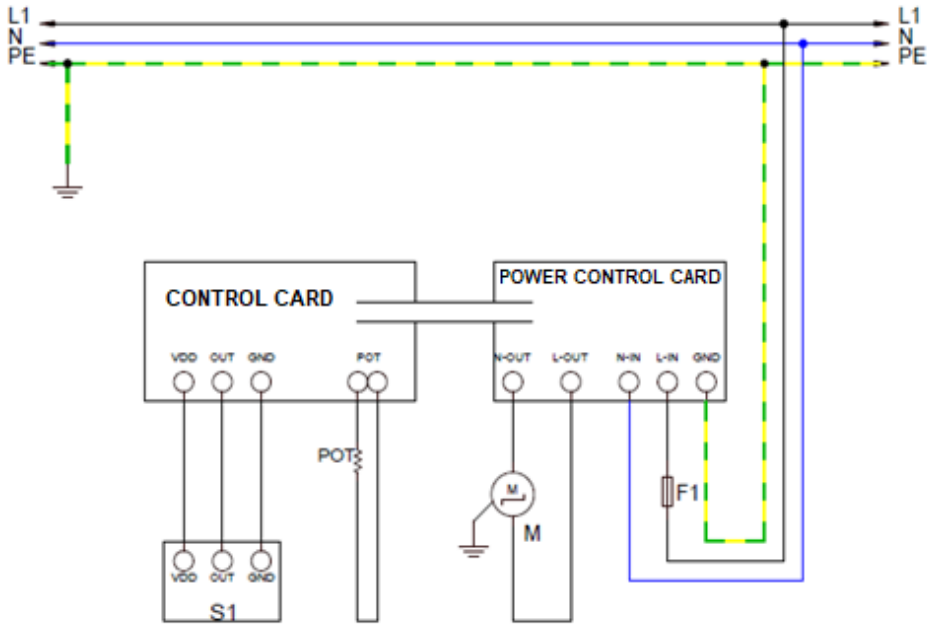 L1 L1
N N
PE PE
POWER CONTROL CARD
CONTROL CARD
VDD OUT GND POT N-OUT L-OUT N-IN L-IN GND
POT
M
F1
M
VDD OUT GND
S1